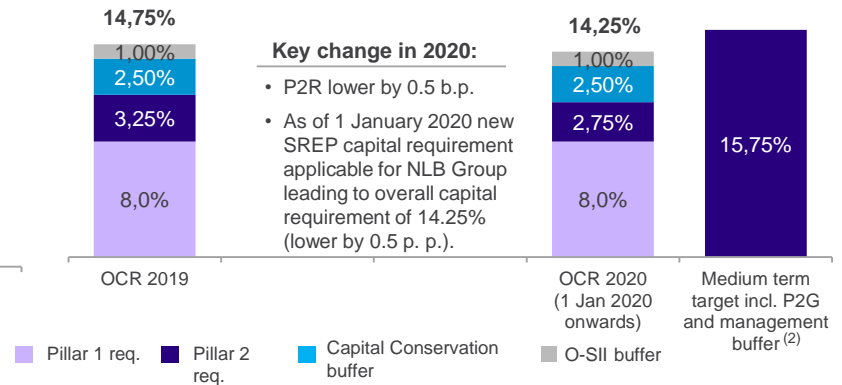 14,75%
1,00%
2,50%
3,25%
8,0%
OCR 2019
Key change in 2020:
• P2R lower by 0.5 b.p.
• As of 1 January 2020 new
SREP capital requirement
applicable for NLB Group
leading to overall capital
requirement of 14.25%
(lower by 0.5 p. p.).
14,25%
1,00%
2,50%
2,75%
8,0%
OCR 2020
(1 Jan 2020
onwards)
15,75%
Medium term
target incl. P2G
and management
buffer (2)
Pillar 1 req.
Pillar 2
req.
Capital Conservation
buffer
O-SII buffer